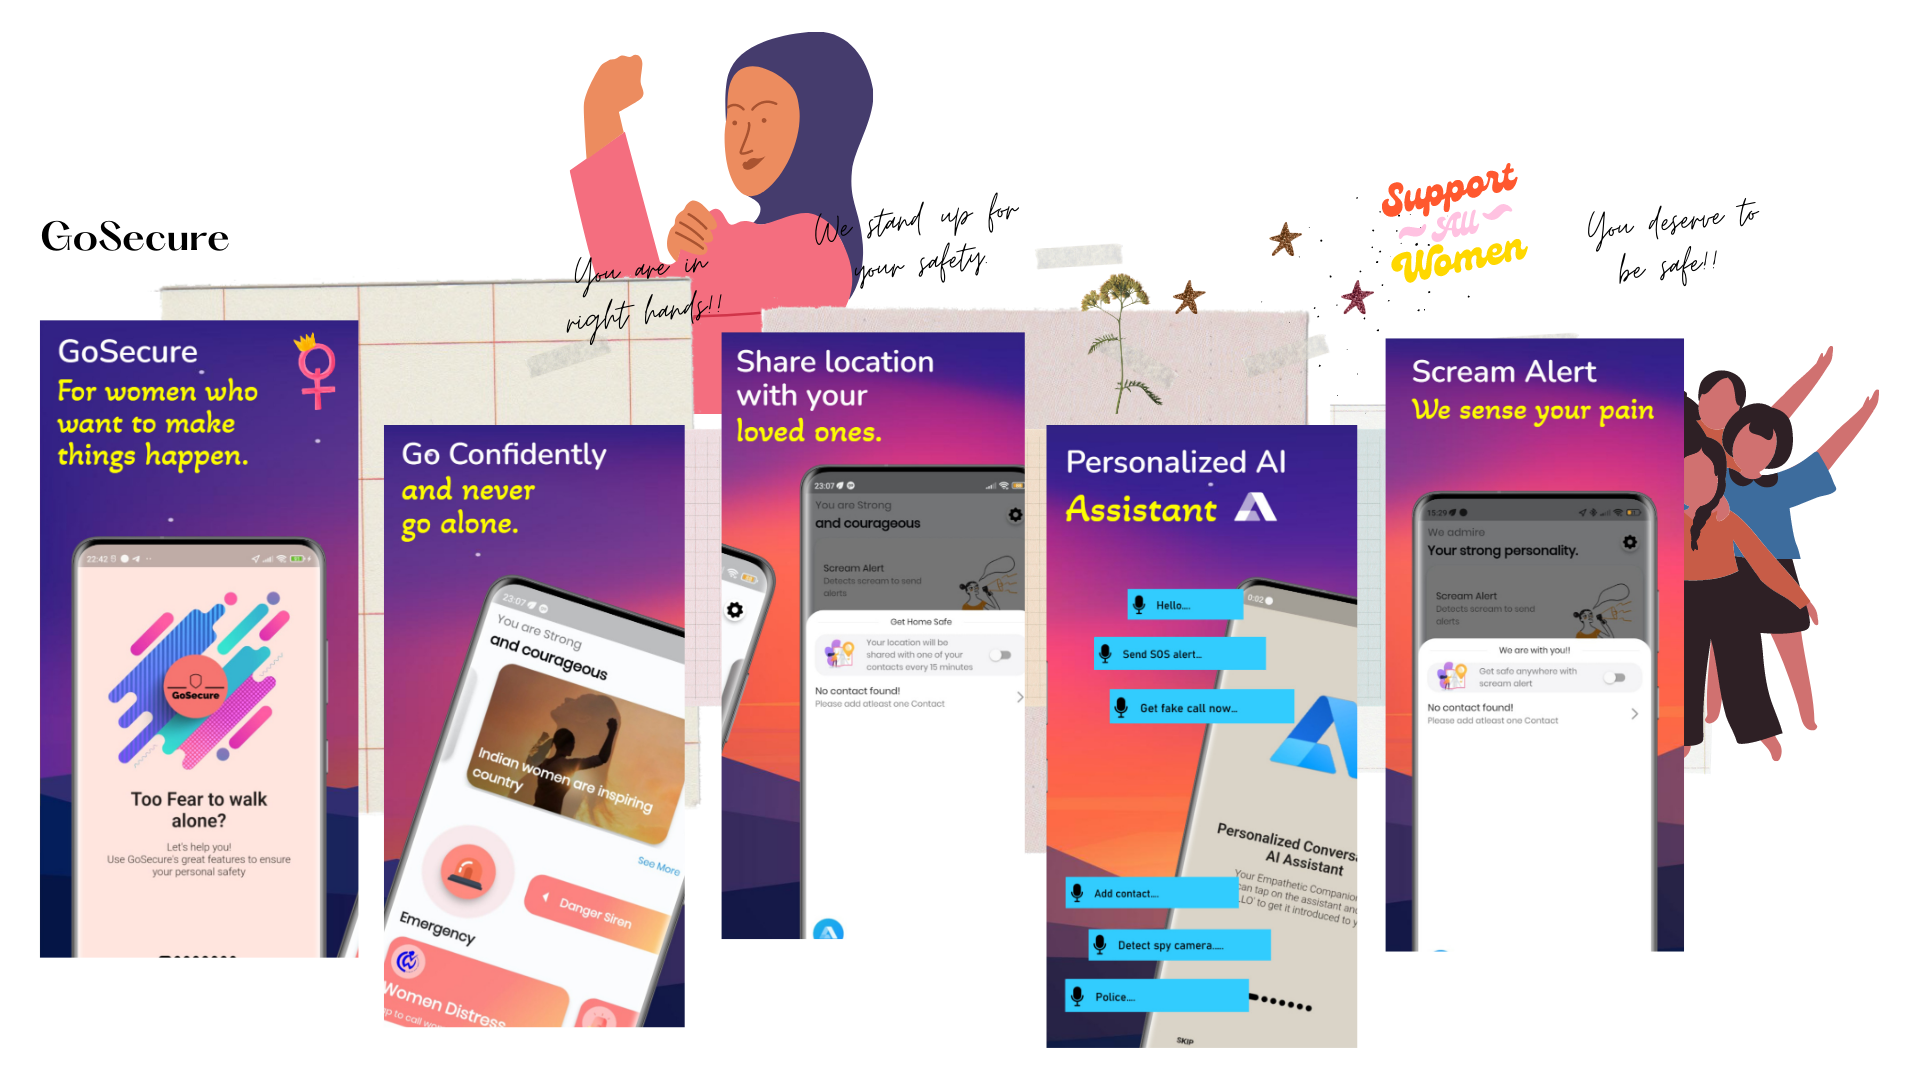 GoSecure
You are in
right hands!!
We stand up for
your safety.
Support
All
Women
You deserve to
be safe!!
GoSecure
For women who
want to make
things happen.
22:42
GoSecure
Too Fear to walk
alone?
Let's help you!
Use GoSecure's great features to ensure
your personal safety
Go Confidently
and never
go alone.
23:07
You are Strong
and courageous
Indian women are inspiring
country
See More
Danger Siren
Emergency
Women Distress
Share location
with your
loved ones.
23:07
You are Strong
and courageous
Scream Alert
Detects scream to send
alerts
Get Home Safe
Your location will be
shared with one of your
contacts every 15 minutes
No contact found!
Please add atleast one Contact
Personalized AI
Assistant
0:02
Hello....
Send SOS alert...
Get fake call now...
Personalized Convers
AI Assistant
Your Empathetic Companion
can tap on the assistant and
LLO' to get it introduced to y
Add contact....
Detect spy camera.....
Police....
SKIP
Scream Alert
We sense your pain
15:29
We admire
Your strong personality.
Scream Alert
Detects scream to send
alerts
We are with you!!
Get safe anywhere with
scream alert
No contact found!
Please add atleast one Contact